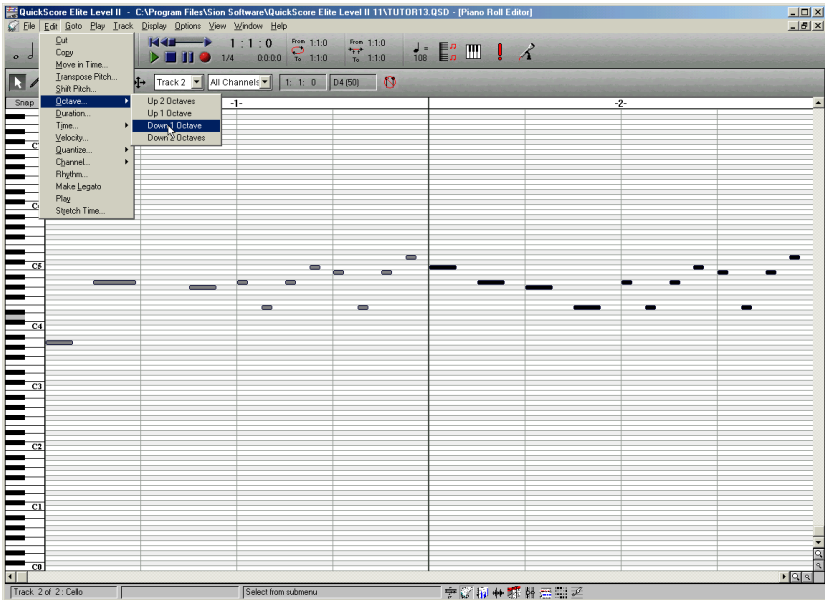 QuickScore Elite Level II - C:\Program Files\Sion Software\QuickScore Elite Level II 11\TUTOR13.QSD - [Piano Roll Editor]
File Edit Goto Play Track Display Options View Window Help
1:1:0 From 1:1:0 From 1:1:0
1/4 0:0:0:0 To 1:1:0 To 1:1:0 108
Track 2 All Channels 1: 1: 0 D4 (50)
Snap -1- -2-
Cut
Copy
Move in Time...
Transpose Pitch...
Shift Pitch...
Octave...
Duration...
Time...
Velocity...
Quantize...
Channel...
Rhythm...
Make Legato
Play
Stretch Time...
Up 2 Octaves
Up 1 Octave
Down 1 Octave
Down 2 Octaves
C5
C4
C3
C2
C1
C0
Track 2 of 2 : Cello Select from submenu